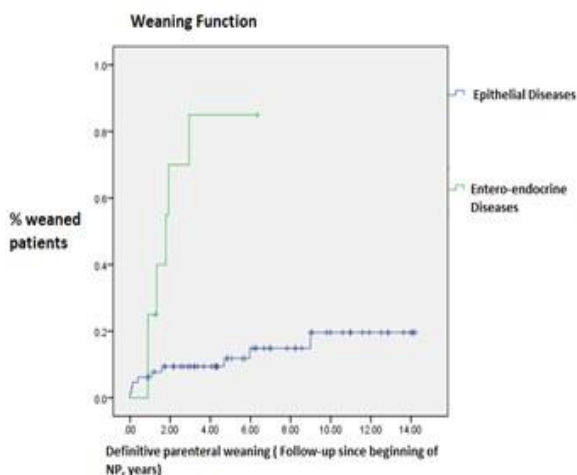 Weaning Function
1.0
0.8
0.6
0.4
0.2
0.0
% weaned
patients
.00 2.00 4.00 6.00 8.00 10.00 12.00 14.00
Definitive parenteral weaning ( Follow-up since beginning of
NP, years)
Epithelial Diseases
Entero-endocrine
Diseases